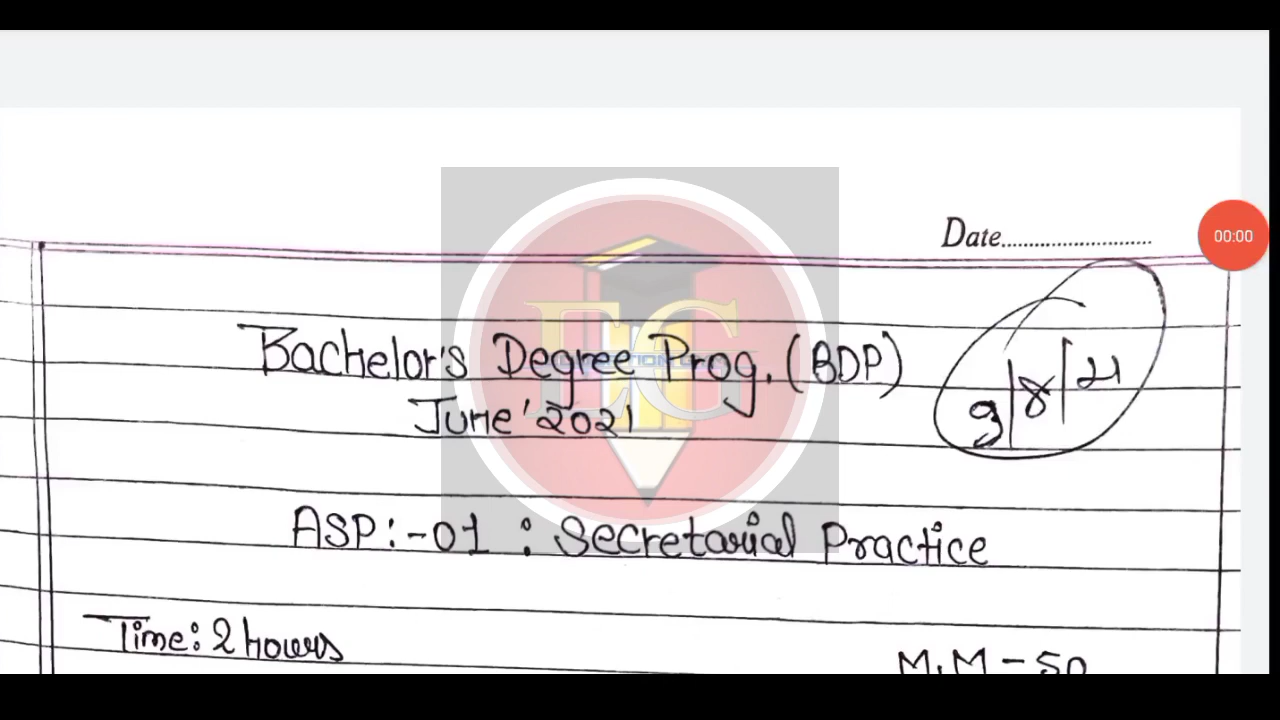 Date........................
00:00
Bachelor's Degree Prog. (BDP)
9/8/21
June'2021
ASP:-01 : Secretarial Practice
Time: 2 hours
M.M - 50